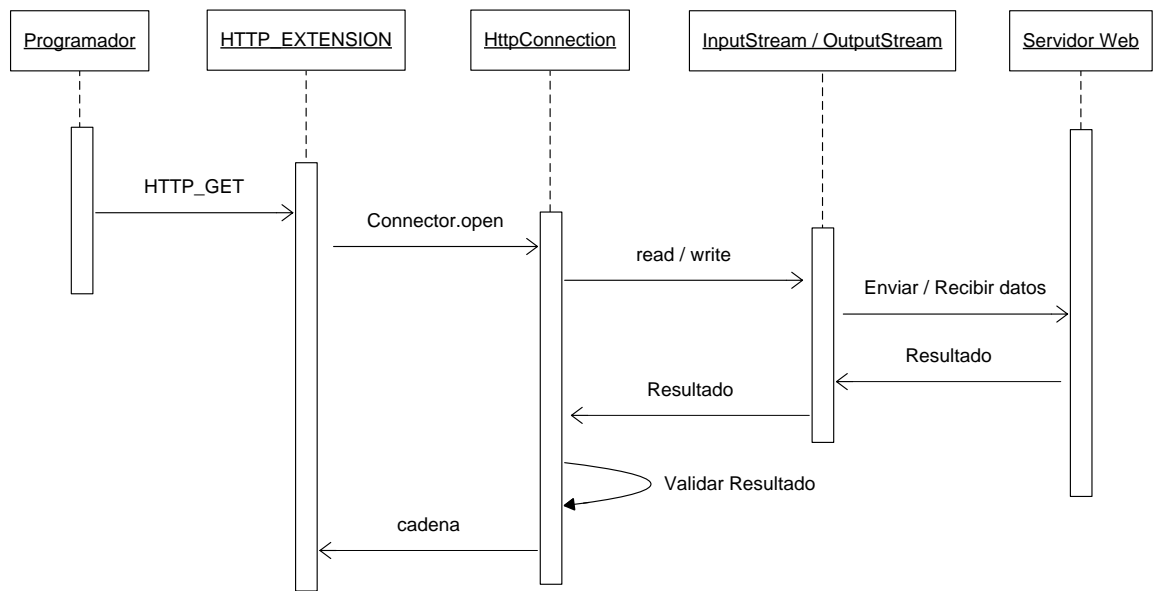 Programador
HTTP_EXTENSION
HttpConnection
InputStream / OutputStream
Servidor Web
HTTP_GET
Connector.open
read / write
Enviar / Recibir datos
Resultado
Resultado
Validar Resultado
cadena